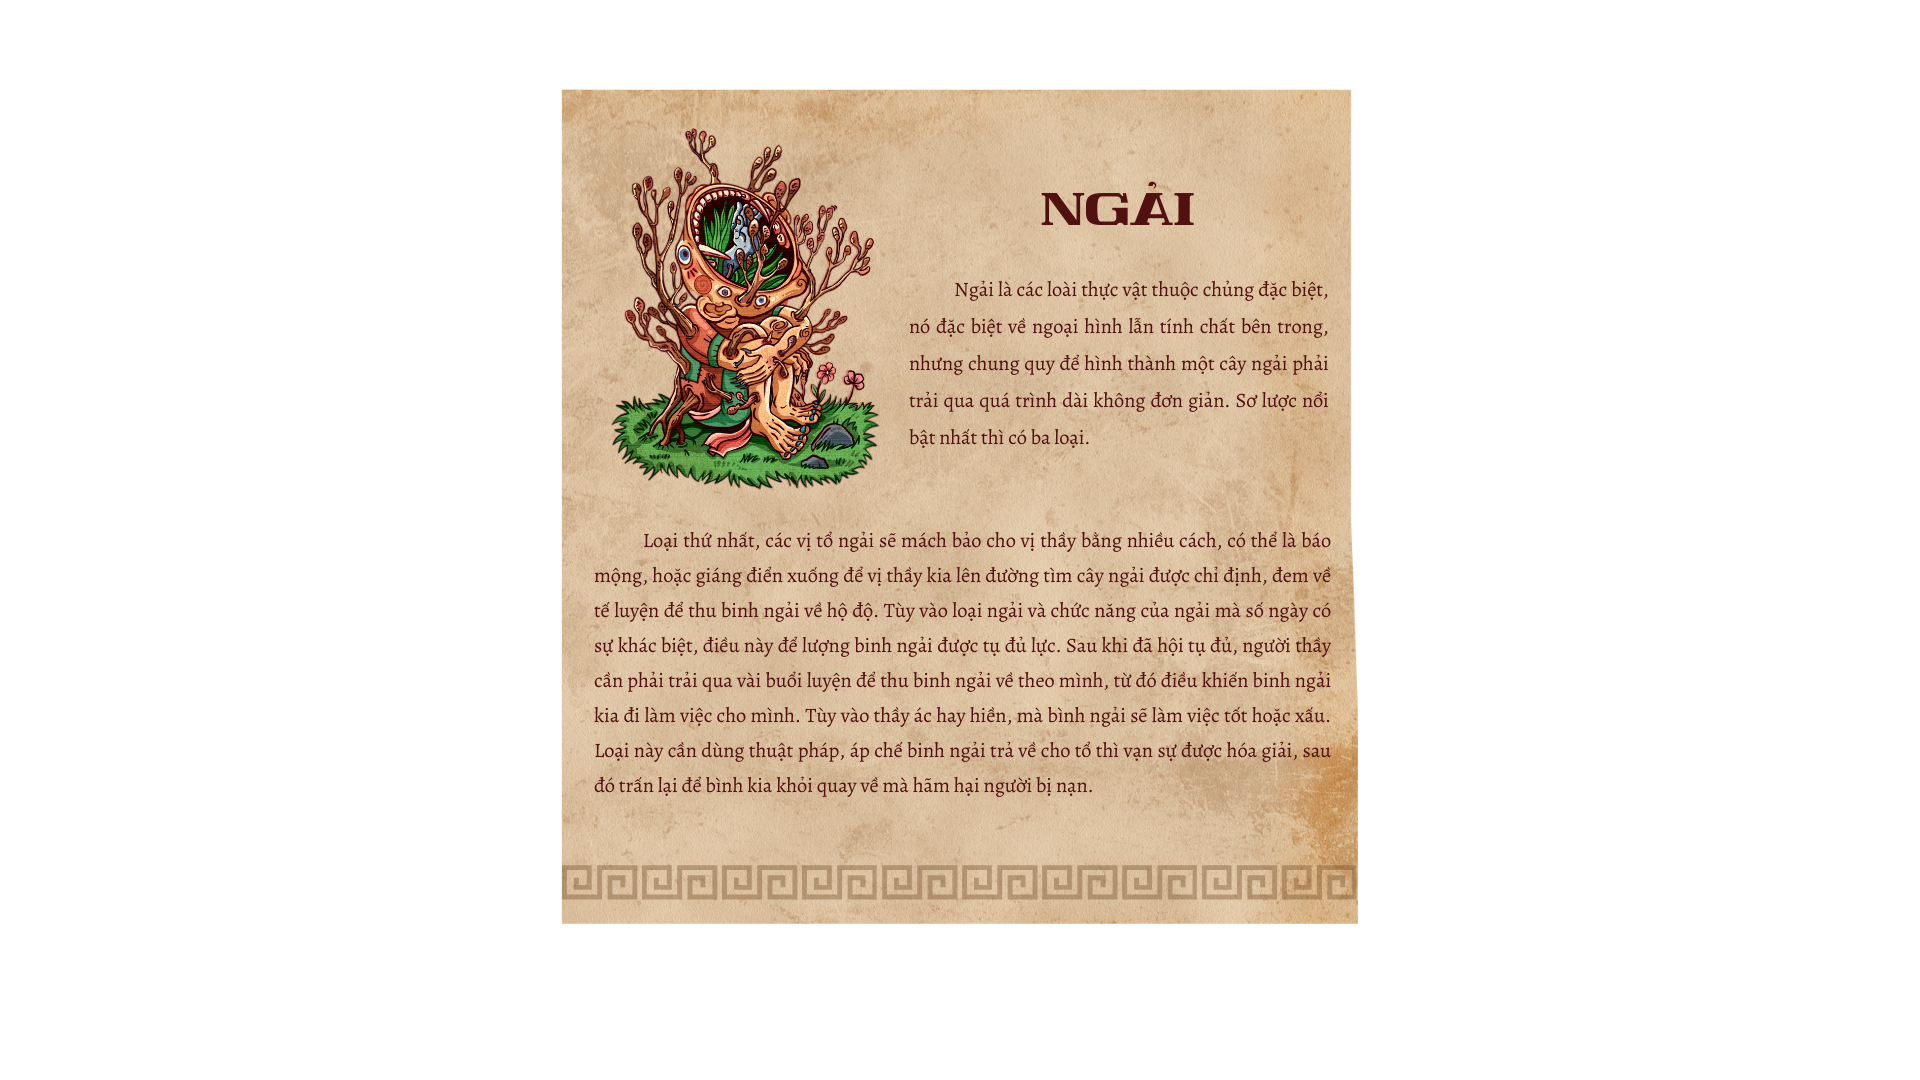 NGẢI
Ngải là các loài thực vật thuộc chủng đặc biệt,
nó đặc biệt về ngoại hình lẫn tính chất bên trong,
nhưng chung quy để hình thành một cây ngải phải
trải qua quá trình dài không đơn giản. Sơ lược nổi
bật nhất thì có ba loại.
Loại thứ nhất, các vị tổ ngải sẽ mách bảo cho vị thầy bằng nhiều cách, có thể là báo
mộng, hoặc giáng điển xuống để vị thầy kia lên đường tìm cây ngải được chỉ định, đem về
tế luyện để thu binh ngải về hộ độ. Tùy vào loại ngải và chức năng của ngải mà số ngày có
sự khác biệt, điều này để lượng binh ngải được tụ đủ lực. Sau khi đã hội tụ đủ, người thầy
cần phải trải qua vài buổi luyện để thu binh ngải về theo mình, từ đó điều khiến binh ngải
kia đi làm việc cho mình. Tùy vào thầy ác hay hiền, mà bình ngải sẽ làm việc tốt hoặc xấu.
Loại này cần dùng thuật pháp, áp chế binh ngải trả về cho tổ thì vạn sự được hóa giải, sau
đó trấn lại để bình kia khỏi quay về mà hãm hại người bị nạn.